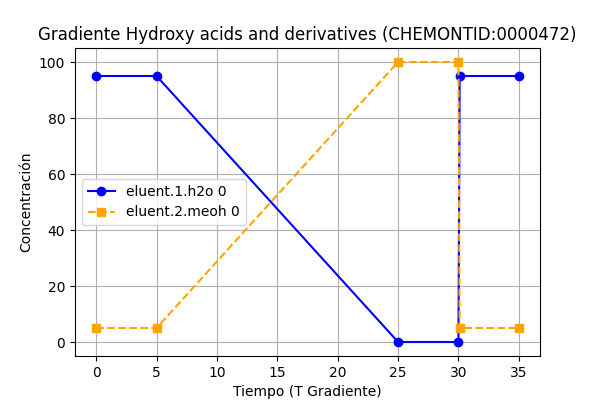 Gradiente Hydroxy acids and derivatives (CHEMONTID:0000472)
100
80
60
40
20
0
Concentración
eluent.1.h2o 0
eluent.2.meoh 0
0 5 10 15 20 25 30 35
Tiempo (T Gradiente)